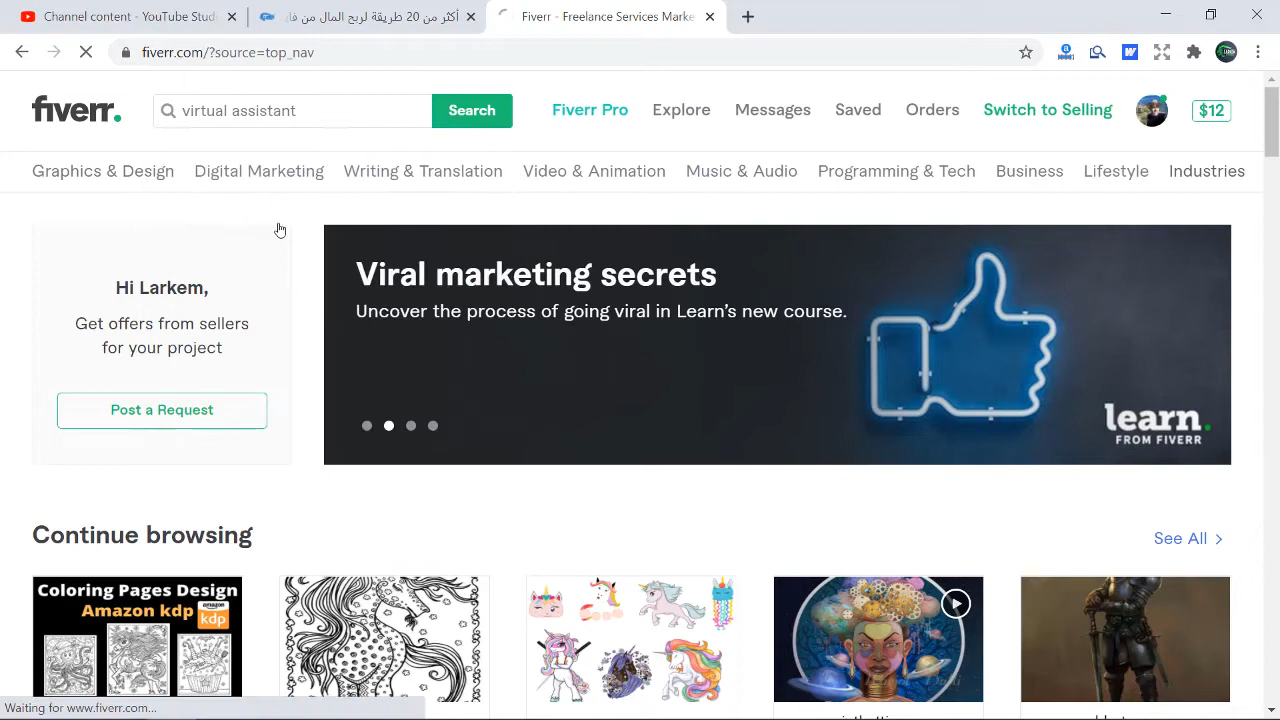 Channel content - YouTube Stud
أكثر من 20 طريقة لربح المال من فا
Fiverr - Freelance Services Marke
fiverr.com/?source=top_nav
fiverr.
virtual assistant
Search
Fiverr Pro
Explore
Messages
Saved
Orders
Switch to Selling
$12
Graphics & Design
Digital Marketing
Writing & Translation
Video & Animation
Music & Audio
Programming & Tech
Business
Lifestyle
Industries
Hi Larkem,
Get offers from sellers
for your project
Post a Request
Viral marketing secrets
Uncover the process of going viral in Learn's new course.
learn.
FROM FIVERR
Continue browsing
See All
Coloring Pages Design
Amazon kdp
amazon
kdp
Waiting for www.fiverr.com...